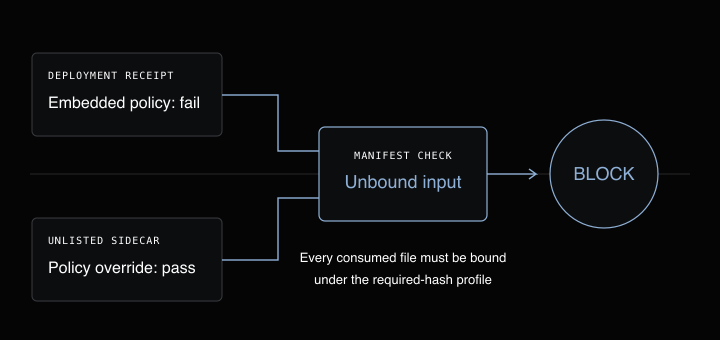 DEPLOYMENT RECEIPT
Embedded policy: fail
MANIFEST CHECK
Unbound input
BLOCK
UNLISTED SIDECAR
Policy override: pass
Every consumed file must be bound
under the required-hash profile